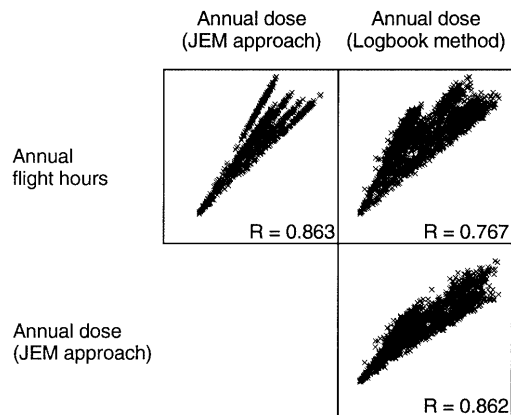 Annual dose
(JEM approach)
Annual dose
(Logbook method)
Annual
flight hours
R = 0.863
R = 0.767
Annual dose
(JEM approach)
R = 0.862